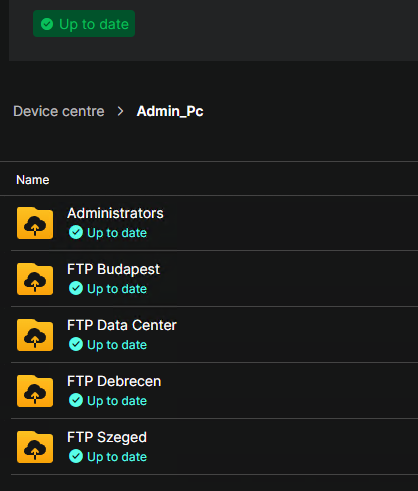 Up to date
Device centre > Admin_Pc
Name
Administrators
Up to date
FTP Budapest
Up to date
FTP Data Center
Up to date
FTP Debrecen
Up to date
FTP Szeged
Up to date